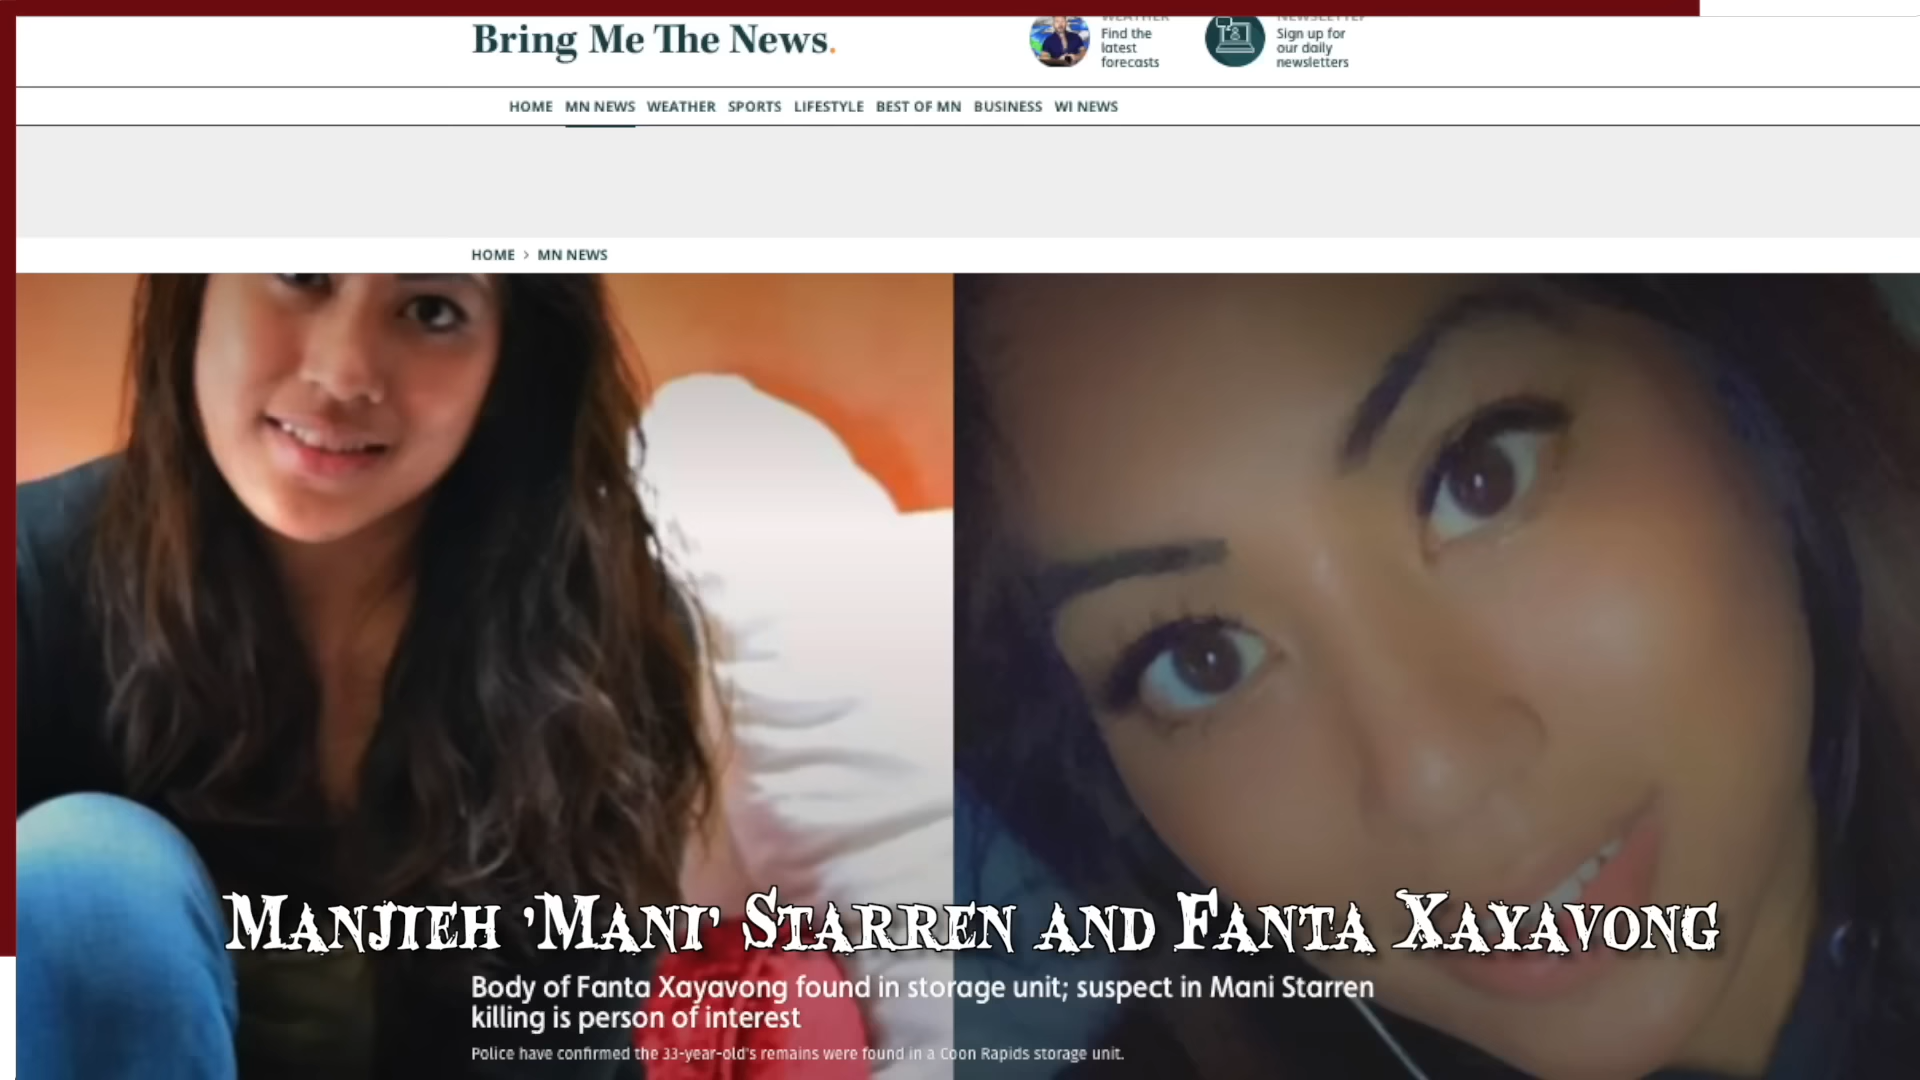 WEATHER
NEWSLETTER
Bring Me The News.
Find the
latest
forecasts
Sign up for
our daily
newsletters
HOME MN NEWS WEATHER SPORTS LIFESTYLE BEST OF MN BUSINESS WI NEWS
HOME > MN NEWS
MANJIEH 'MANI' STARREN AND FANTA XAYAVONG
Body of Fanta Xayavong found in storage unit; suspect in Mani Starren
killing is person of interest
Police have confirmed the 33-year-old's remains were found in a Coon Rapids storage unit.